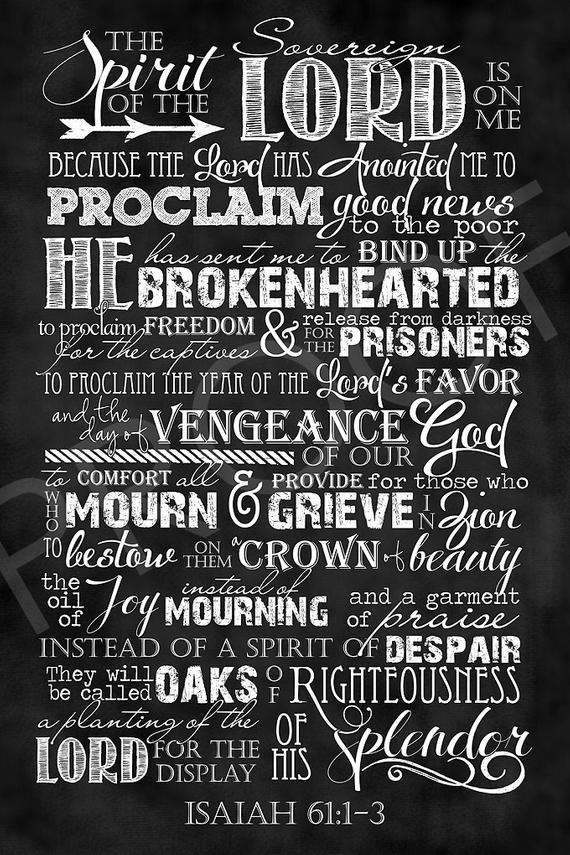 THE Spirit OF THE Sovereign LORD IS ON ME
BECAUSE THE Lord HAS Anointed ME TO
PROCLAIM good news to the poor
HE has sent me to BIND UP the
BROKENHEARTED
to proclaim FREEDOM for the captives & release from darkness FOR THE PRISONERS
TO PROCLAIM THE YEAR OF THE Lord's FAVOR
and the day of VENGEANCE OF OUR God
to COMFORT all WHO MOURN & PROVIDE for those who GRIEVE IN Zion
TO bestow ON THEM a CROWN of beauty
the oil of Joy instead of MOURNING and a garment of praise
INSTEAD OF A SPIRIT OF DESPAIR
They will be called OAKS OF RIGHTEOUSNESS
a planting of the LORD FOR THE DISPLAY OF HIS Splendor
ISAIAH 61:1-3
PROOF